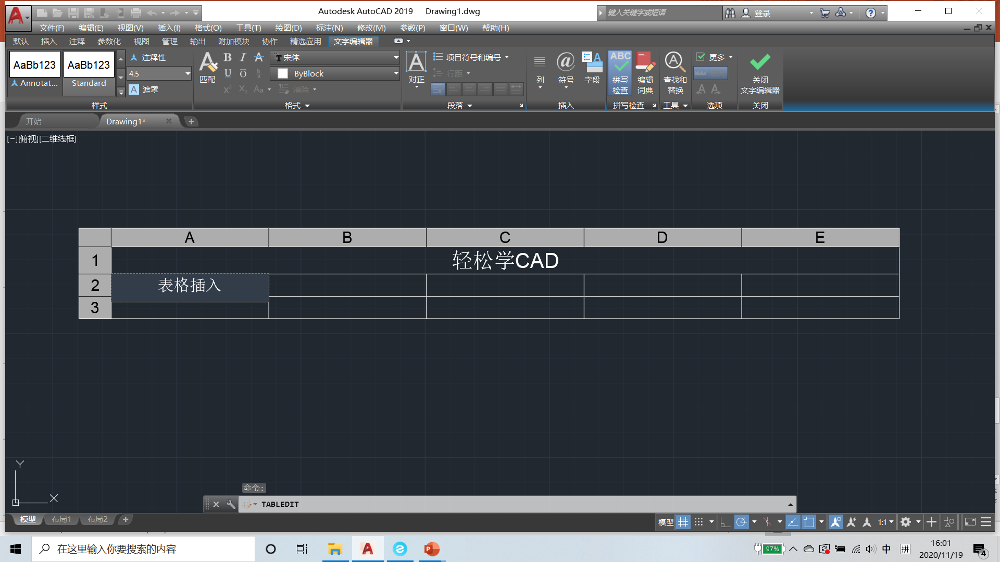 Autodesk AutoCAD 2019 Drawing1.dwg
键入关键字或短语
登录
文件(F) 编辑(E) 视图(V) 插入(I) 格式(O) 工具(T) 绘图(D) 标注(N) 修改(M) 参数(P) 窗口(W) 帮助(H)
默认 插入 注释 参数化 视图 管理 输出 附加模块 协作 精选应用 文字编辑器
AaBb123 AaBb123 注释性
Annotat... Standard 4.5
遮罩
样式
匹配
B I A 宋体
U O ByBlock
清除
格式
对正
项目符号和编号
行距
段落
列 符号 字段
插入
ABC
拼写
检查
编辑
词典
拼写检查
查找和
替换
工具
更多
选项
关闭
文字编辑器
关闭
开始 Drawing1*
[−][俯视][二维线框]
A B C D E
1 轻松学CAD
2 表格插入
3
Y
X
命令:
TABLEDIT
模型 布局1 布局2
模型 1:1
在这里输入你要搜索的内容
97% 中 拼
16:01
2020/11/19
4